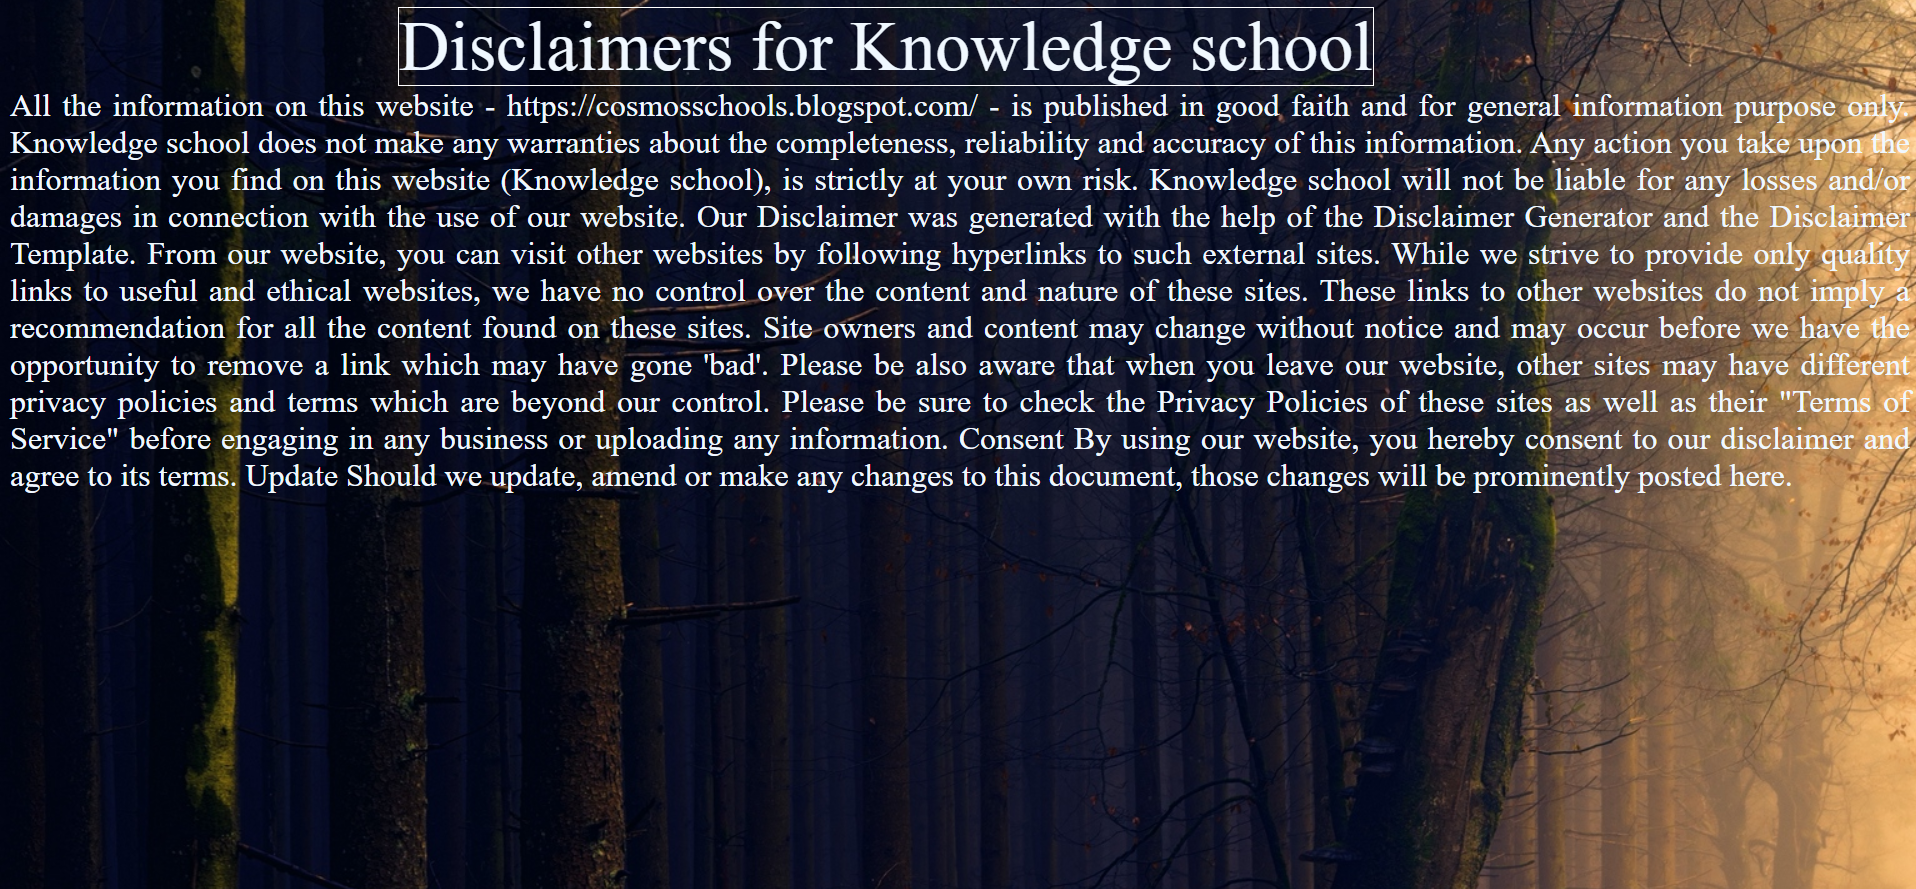 Disclaimers for Knowledge school
All the information on this website - https://cosmosschools.blogspot.com/ - is published in good faith and for general information purpose only.
Knowledge school does not make any warranties about the completeness, reliability and accuracy of this information. Any action you take upon the
information you find on this website (Knowledge school), is strictly at your own risk. Knowledge school will not be liable for any losses and/or
damages in connection with the use of our website. Our Disclaimer was generated with the help of the Disclaimer Generator and the Disclaimer
Template. From our website, you can visit other websites by following hyperlinks to such external sites. While we strive to provide only quality
links to useful and ethical websites, we have no control over the content and nature of these sites. These links to other websites do not imply a
recommendation for all the content found on these sites. Site owners and content may change without notice and may occur before we have the
opportunity to remove a link which may have gone 'bad'. Please be also aware that when you leave our website, other sites may have different
privacy policies and terms which are beyond our control. Please be sure to check the Privacy Policies of these sites as well as their "Terms of
Service" before engaging in any business or uploading any information. Consent By using our website, you hereby consent to our disclaimer and
agree to its terms. Update Should we update, amend or make any changes to this document, those changes will be prominently posted here.